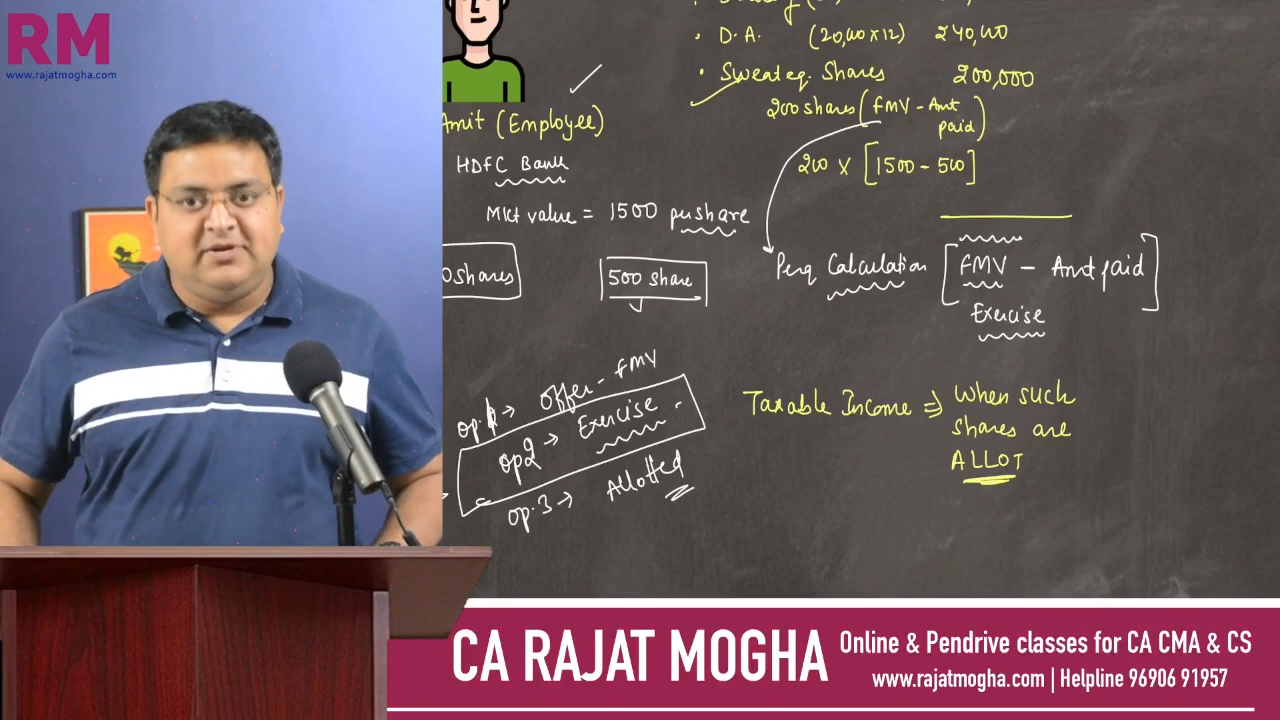 RM
www.rajatmogha.com
• D.A. (20,000x12) 240,000
• Sweat eq. Shares 200,000
200 shares (FMV - Amt paid)
200 x [1500 - 500]
Amit (Employee)
HDFC Bank
Mkt value = 1500 per share
0 shares
500 share
Perq Calculation [FMV - Amt paid]
Exercise
op.1 → Offer - FMV
op2 → Exercise
op.3 → Allotted
Taxable Income ⇒ When such
shares are
ALLOT
CA RAJAT MOGHA
Online & Pendrive classes for CA CMA & CS
www.rajatmogha.com | Helpline 96906 91957